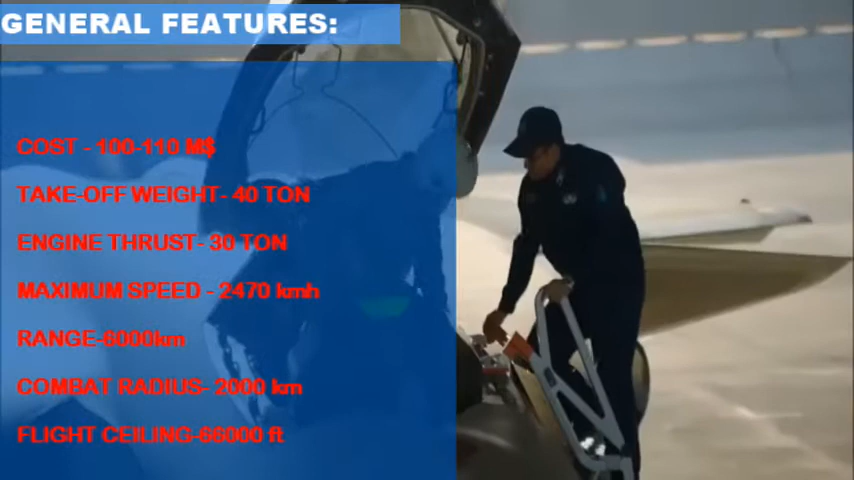 GENERAL FEATURES:
COST - 100-110 M$
TAKE-OFF WEIGHT- 40 TON
ENGINE THRUST- 30 TON
MAXIMUM SPEED - 2470 kmh
RANGE-6000km
COMBAT RADIUS- 2000 km
FLIGHT CEILING-66000 ft